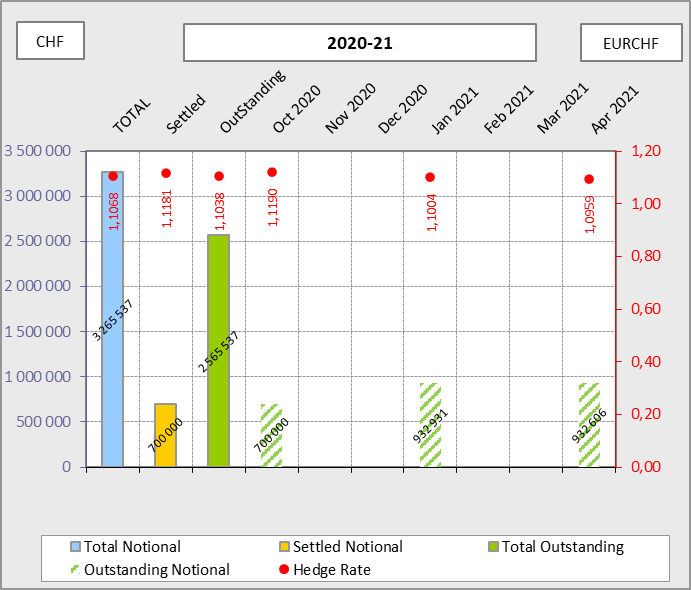 CHF
2020-21
EURCHF
TOTAL
Settled
OutStanding
Oct 2020
Nov 2020
Dec 2020
Jan 2021
Feb 2021
Mar 2021
Apr 2021
3 500 000
3 000 000
2 500 000
2 000 000
1 500 000
1 000 000
500 000
0
1,20
1,00
0,80
0,60
0,40
0,20
0,00
1,1068
1,1181
1,1038
1,1190
1,1004
1,0959
3 265 537
700 000
2 565 537
700 000
932 931
932 606
Total Notional
Settled Notional
Total Outstanding
Outstanding Notional
Hedge Rate